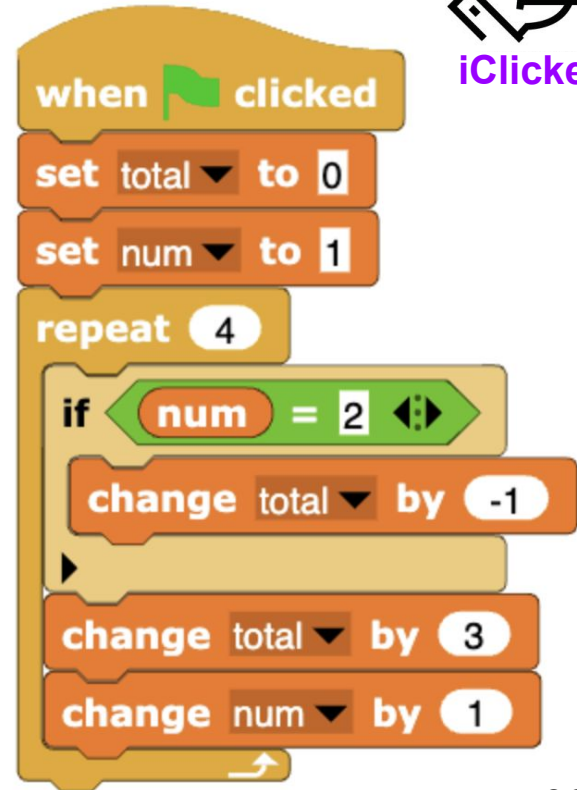 iClicke
when clicked
set total to 0
set num to 1
repeat 4
if num = 2
change total by -1
change total by 3
change num by 1